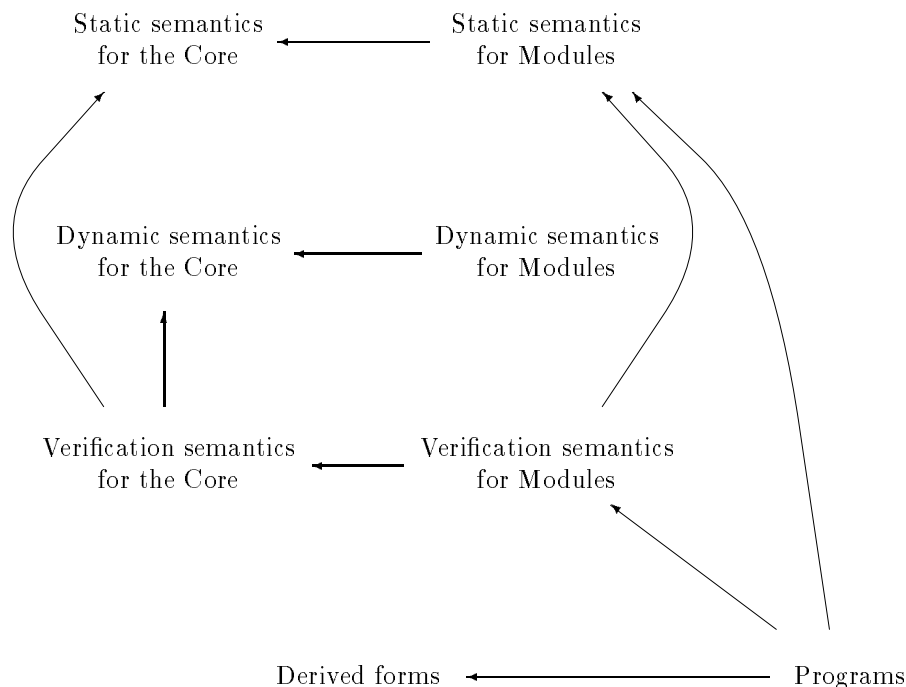 Static semantics
for the Core
Static semantics
for Modules
Dynamic semantics
for the Core
Dynamic semantics
for Modules
Verification semantics
for the Core
Verification semantics
for Modules
Derived forms
Programs